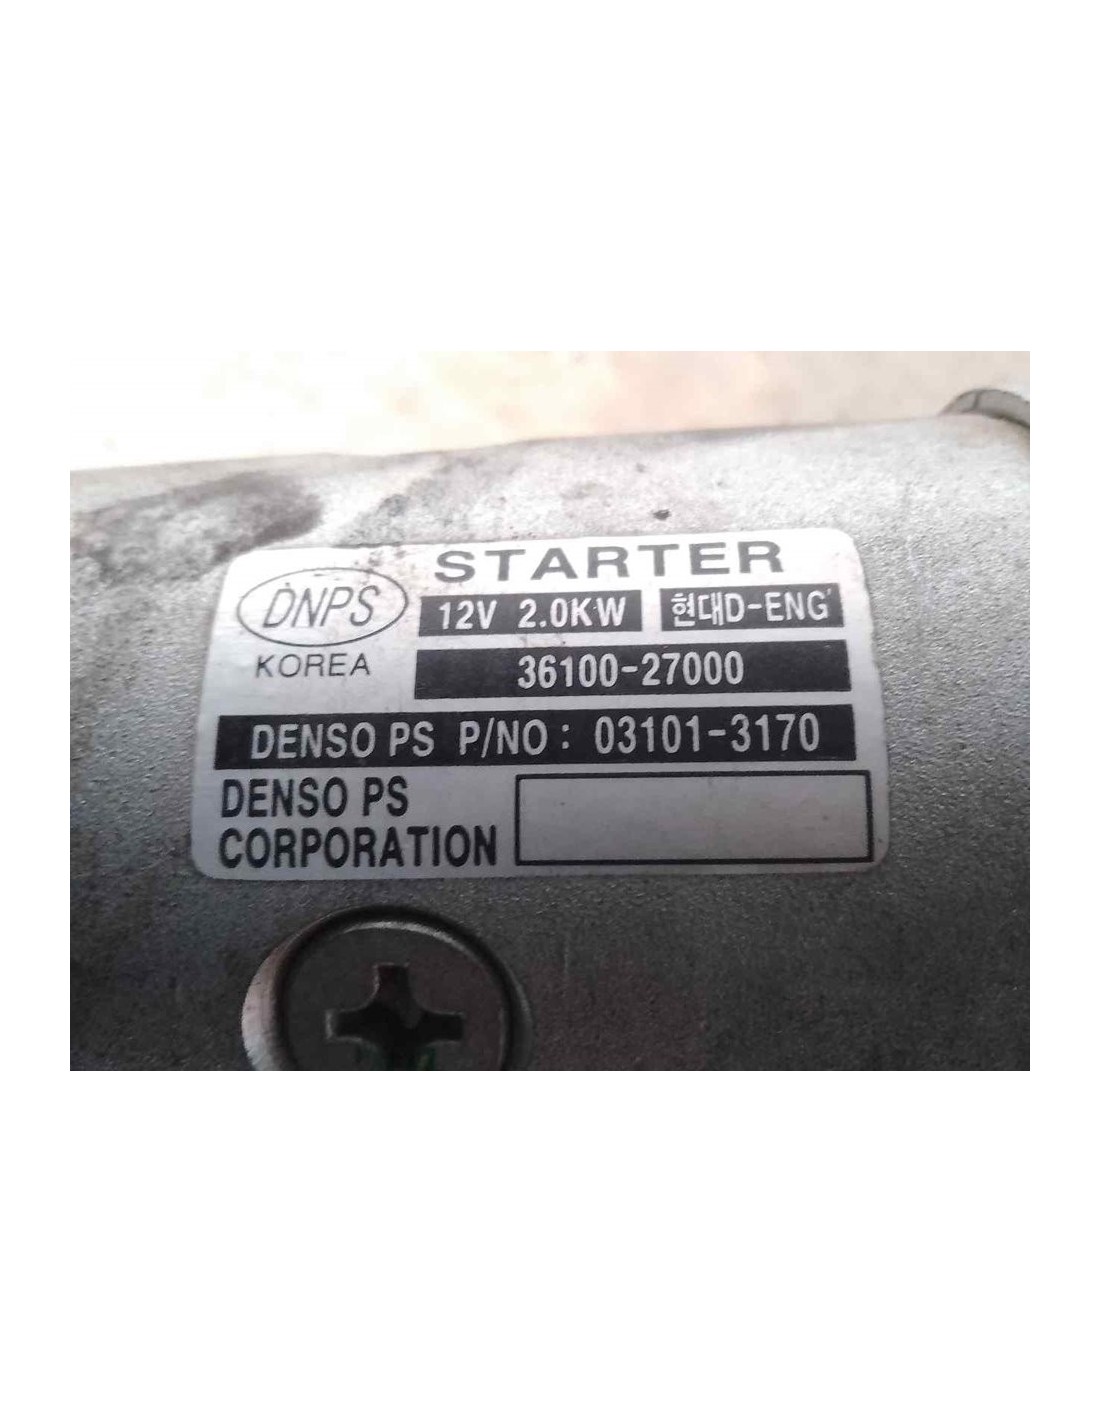 STARTER
DNPS
12V 2.0KW
현대D-ENG'
KOREA
36100-27000
DENSO PS P/NO : 03101-3170
DENSO PS
CORPORATION